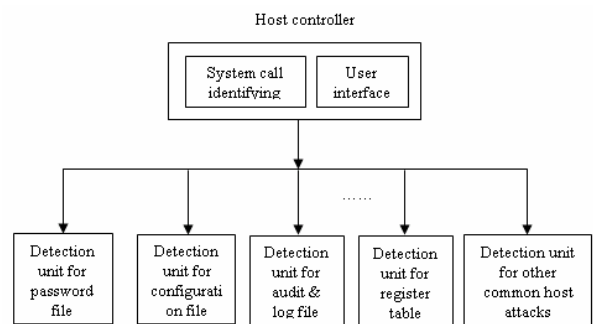 Host controller
System call
identifying
User
interface
......
Detection
unit for
password
file
Detection
unit for
configurati
on file
Detection
unit for
audit &
log file
Detection
unit for
register
table
Detection unit
for other
common host
attacks